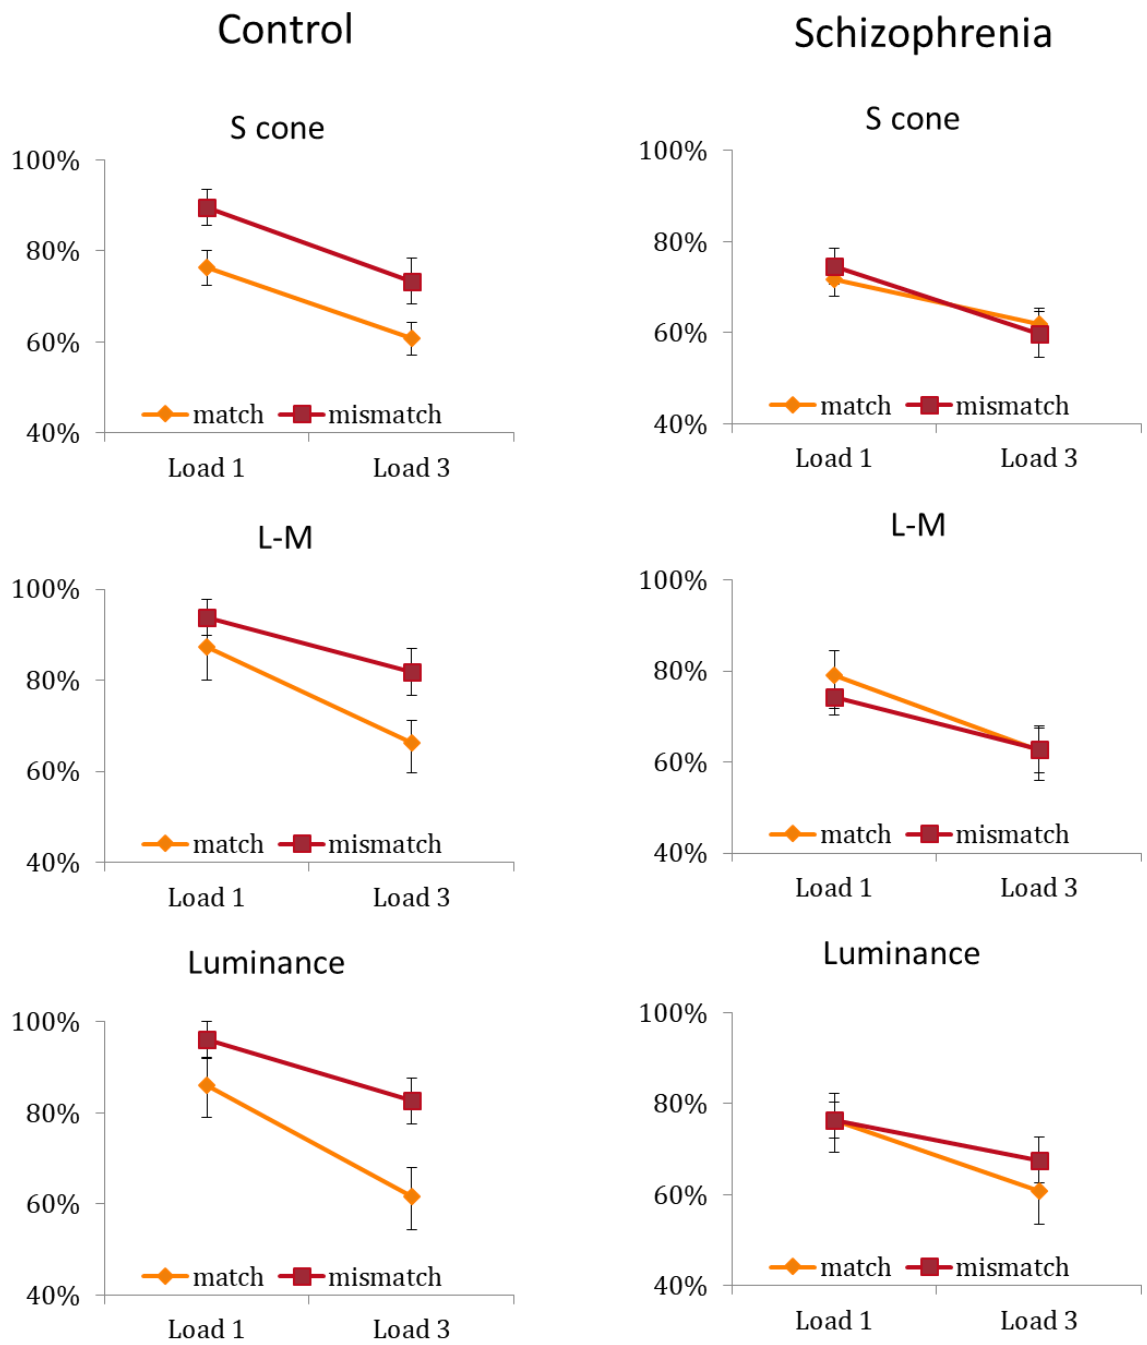 Control
S cone
100%
80%
60%
40%
match mismatch
Load 1 Load 3
L-M
100%
80%
60%
40%
match mismatch
Load 1 Load 3
Luminance
100%
80%
60%
40%
match mismatch
Load 1 Load 3
Schizophrenia
S cone
100%
80%
60%
40%
match mismatch
Load 1 Load 3
L-M
100%
80%
60%
40%
match mismatch
Load 1 Load 3
Luminance
100%
80%
60%
40%
match mismatch
Load 1 Load 3